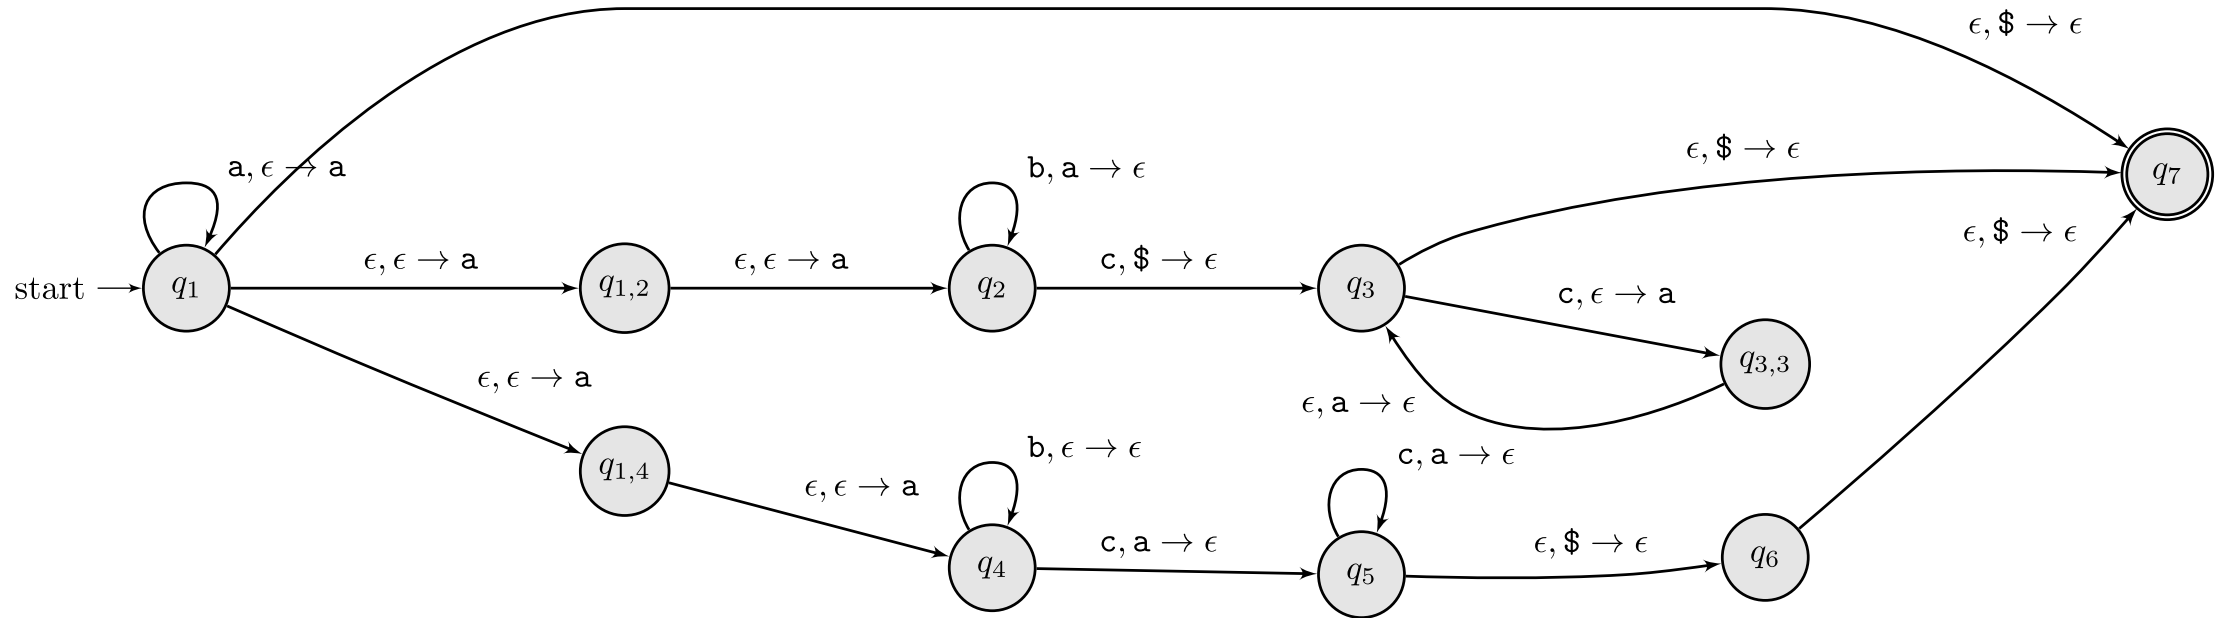 ϵ, $ → ϵ
ϵ, $ → ϵ
a, ϵ → a
b, a → ϵ
q7
ϵ, $ → ϵ
ϵ, ϵ → a
ϵ, ϵ → a
c, $ → ϵ
start
q1
q1,2
q2
q3
c, ϵ → a
q3,3
ϵ, ϵ → a
ϵ, a → ϵ
b, ϵ → ϵ
c, a → ϵ
q1,4
ϵ, ϵ → a
c, a → ϵ
ϵ, $ → ϵ
q4
q5
q6